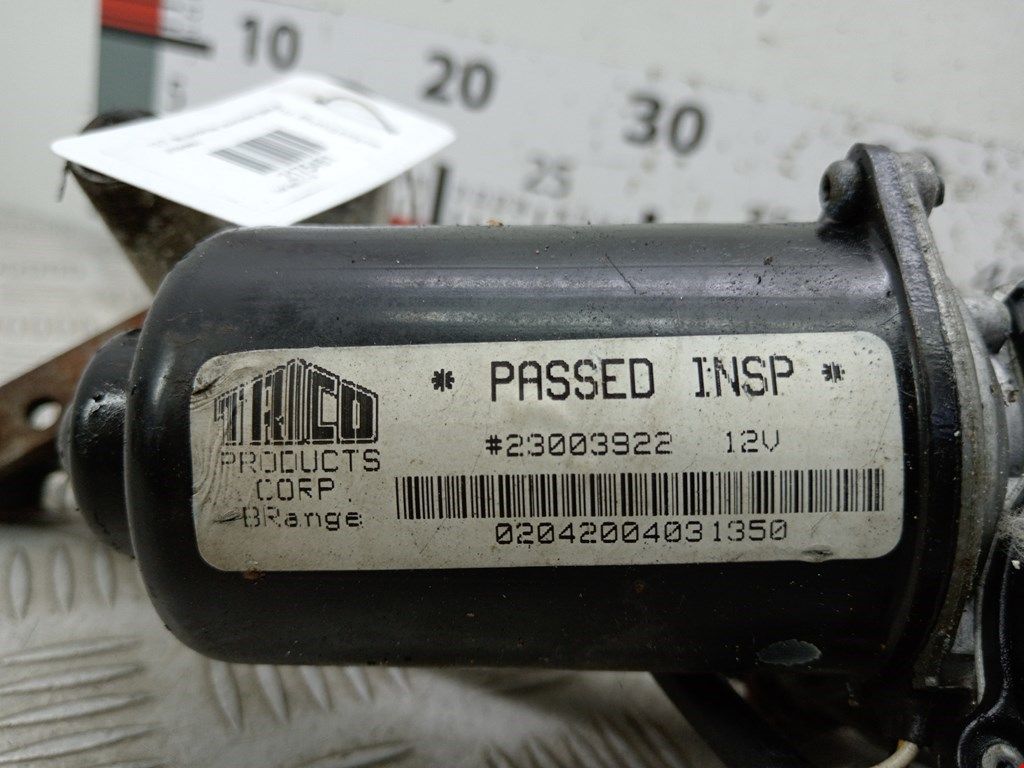 10
20
30
25
TRICO
PRODUCTS
CORP.
BRange
* PASSED INSP *
#23003922 12V
02042004031350